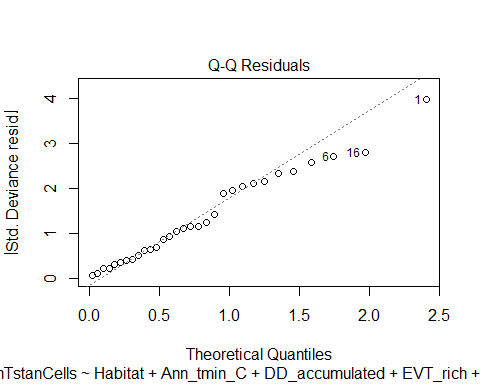 Q-Q Residuals
|Std. Deviance resid.|
4
3
2
1
0
1
6
16
0.0 0.5 1.0 1.5 2.0 2.5
Theoretical Quantiles
nTstanCells ~ Habitat + Ann_tmin_C + DD_accumulated + EVT_rich +